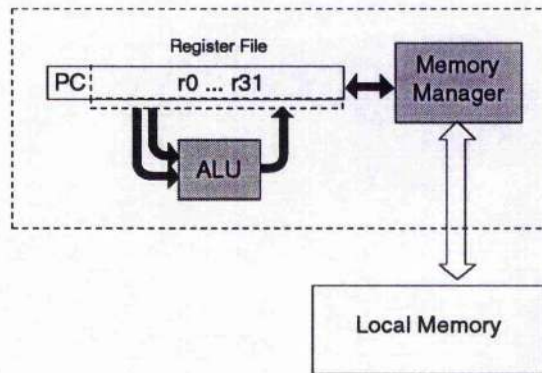 Register File
PC r0 ... r31
Memory
Manager
ALU
Local Memory